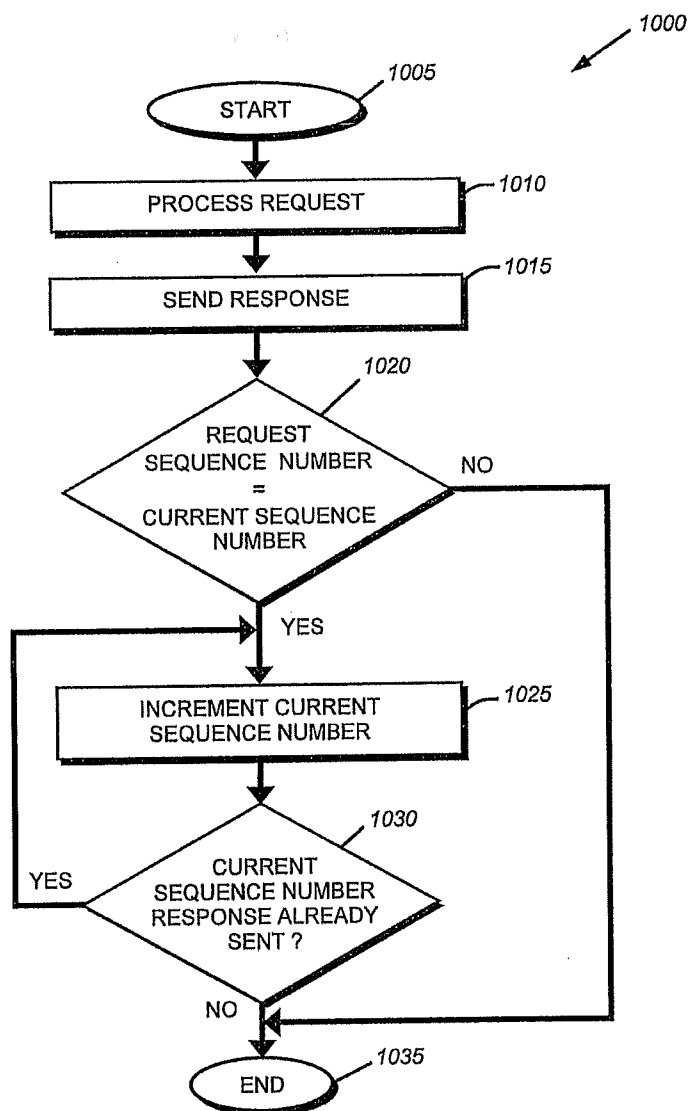 1000
START
1005
PROCESS REQUEST
1010
SEND RESPONSE
1015
1020
REQUEST
SEQUENCE NUMBER
=
CURRENT SEQUENCE
NUMBER
NO
YES
INCREMENT CURRENT
SEQUENCE NUMBER
1025
1030
CURRENT
SEQUENCE NUMBER
RESPONSE ALREADY
SENT ?
YES
NO
END
1035